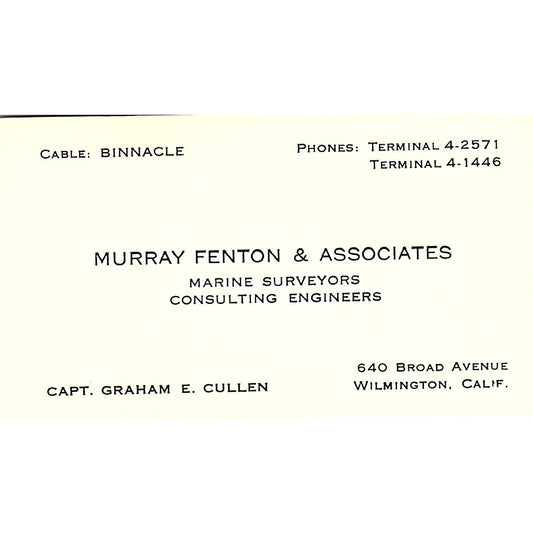 CABLE: BINNACLE
PHONES: TERMINAL 4-2571
TERMINAL 4-1446
MURRAY FENTON & ASSOCIATES
MARINE SURVEYORS
CONSULTING ENGINEERS
CAPT. GRAHAM E. CULLEN
640 BROAD AVENUE
WILMINGTON, CALIF.